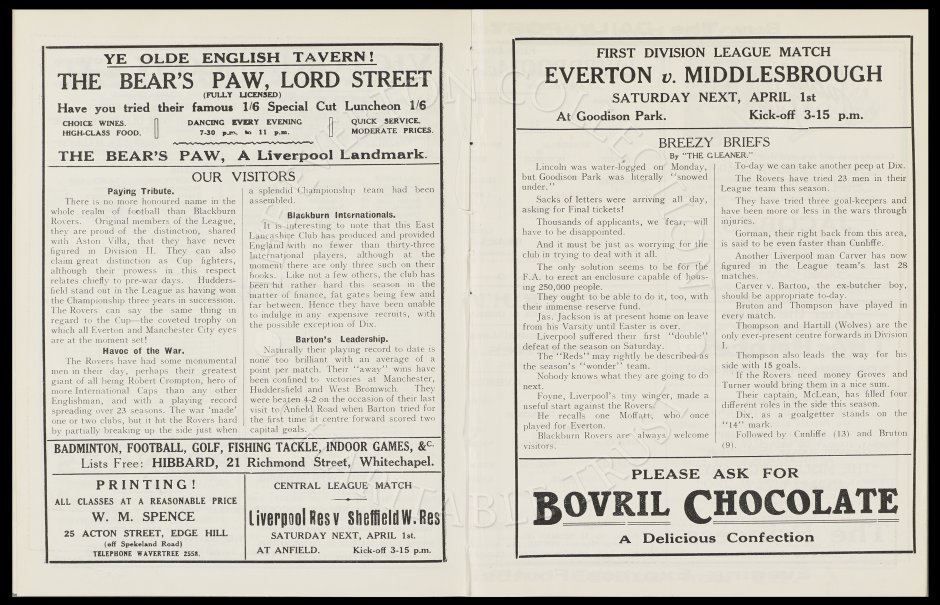 YE OLDE ENGLISH TAVERN!
THE BEAR'S PAW, LORD STREET
(FULLY LICENSED)
Have you tried their famous 1/6 Special Cut Luncheon 1/6
CHOICE WINES.
HIGH-CLASS FOOD.
DANCING EVERY EVENING
7-30 p.m. to 11 p.m.
QUICK SERVICE.
MODERATE PRICES.
THE BEAR'S PAW, A Liverpool Landmark.
OUR VISITORS
Paying Tribute.
There is no more honoured name in the
whole realm of football than Blackburn
Rovers. Original members of the League,
they are proud of the distinction, shared
with Aston Villa, that they have never
figured in Division II. They can also
claim great distinction as Cup fighters,
although their prowess in this respect
relates chiefly to pre-war days. Hudders-
field stand out in the League as having won
the Championship three years in succession.
The Rovers can say the same thing in
regard to the Cup—the coveted trophy on
which all Everton and Manchester City eyes
are at the moment set!
Havoc of the War.
The Rovers have had some monumental
men in their day, perhaps their greatest
giant of all being Robert Crompton, hero of
more International Caps than any other
Englishman, and with a playing record
spreading over 23 seasons. The war 'made'
one or two clubs, but it hit the Rovers hard
by partially breaking up the side just when
a splendid Championship team had been
assembled.
Blackburn Internationals.
It is interesting to note that this East
Lancashire Club has produced and provided
England with no fewer than thirty-three
International players, although at the
moment there are only three such on their
books. Like not a few others, the club has
been hit rather hard this season in the
matter of finance, fat gates being few and
far between. Hence they have been unable
to indulge in any expensive recruits, with
the possible exception of Dix.
Barton's Leadership.
Naturally their playing record to date is
none too brilliant with an average of a
point per match. Their "away" wins have
been confined to victories at Manchester,
Huddersfield and West Bromwich. They
were beaten 4-2 on the occasion of their last
visit to Anfield Road when Barton tried for
the first time at centre forward scored two
capital goals.
BADMINTON, FOOTBALL, GOLF, FISHING TACKLE, INDOOR GAMES, &c.
Lists Free: HIBBARD, 21 Richmond Street, Whitechapel.
PRINTING!
ALL CLASSES AT A REASONABLE PRICE
W. M. SPENCE
25 ACTON STREET, EDGE HILL
(off Spekeland Road)
TELEPHONE WAVERTREE 2558.
CENTRAL LEAGUE MATCH
Liverpool Res v Sheffield W. Res
SATURDAY NEXT, APRIL 1st.
AT ANFIELD. Kick-off 3-15 p.m.
FIRST DIVISION LEAGUE MATCH
EVERTON v. MIDDLESBROUGH
SATURDAY NEXT, APRIL 1st
At Goodison Park. Kick-off 3-15 p.m.
BREEZY BRIEFS
By "THE GLEANER."
Lincoln was water-logged on Monday,
but Goodison Park was literally "snowed
under."
Sacks of letters were arriving all day,
asking for Final tickets!
Thousands of applicants, we fear, will
have to be disappointed.
And it must be just as worrying for the
club in trying to deal with it all.
The only solution seems to be for the
F.A. to erect an enclosure capable of hous-
ing 250,000 people.
They ought to be able to do it, too, with
their immense reserve fund.
Jas. Jackson is at present home on leave
from his Varsity until Easter is over.
Liverpool suffered their first "double"
defeat of the season on Saturday.
The "Reds" may rightly be described as
the season's "wonder" team.
Nobody knows what they are going to do
next.
Foyne, Liverpool's tiny winger, made a
useful start against the Rovers.
He recalls one Moffatt, who once
played for Everton.
Blackburn Rovers are always welcome
visitors.
To-day we can take another peep at Dix.
The Rovers have tried 23 men in their
League team this season.
They have tried three goal-keepers and
have been more or less in the wars through
injuries.
Gorman, their right back from this area,
is said to be even faster than Cunliffe.
Another Liverpool man Carver has now
figured in the League team's last 28
matches.
Carver v. Barton, the ex-butcher boy,
should be appropriate to-day.
Bruton and Thompson have played in
every match.
Thompson and Hartill (Wolves) are the
only ever-present centre forwards in Division
I.
Thompson also leads the way for his
side with 15 goals.
If the Rovers need money Groves and
Turner would bring them in a nice sum.
Their captain, McLean, has filled four
different roles in the side this season.
Dix, as a goalgetter stands on the
"14" mark.
Followed by Cunliffe (13) and Bruton
(9).
PLEASE ASK FOR
BOVRIL CHOCOLATE
A Delicious Confection